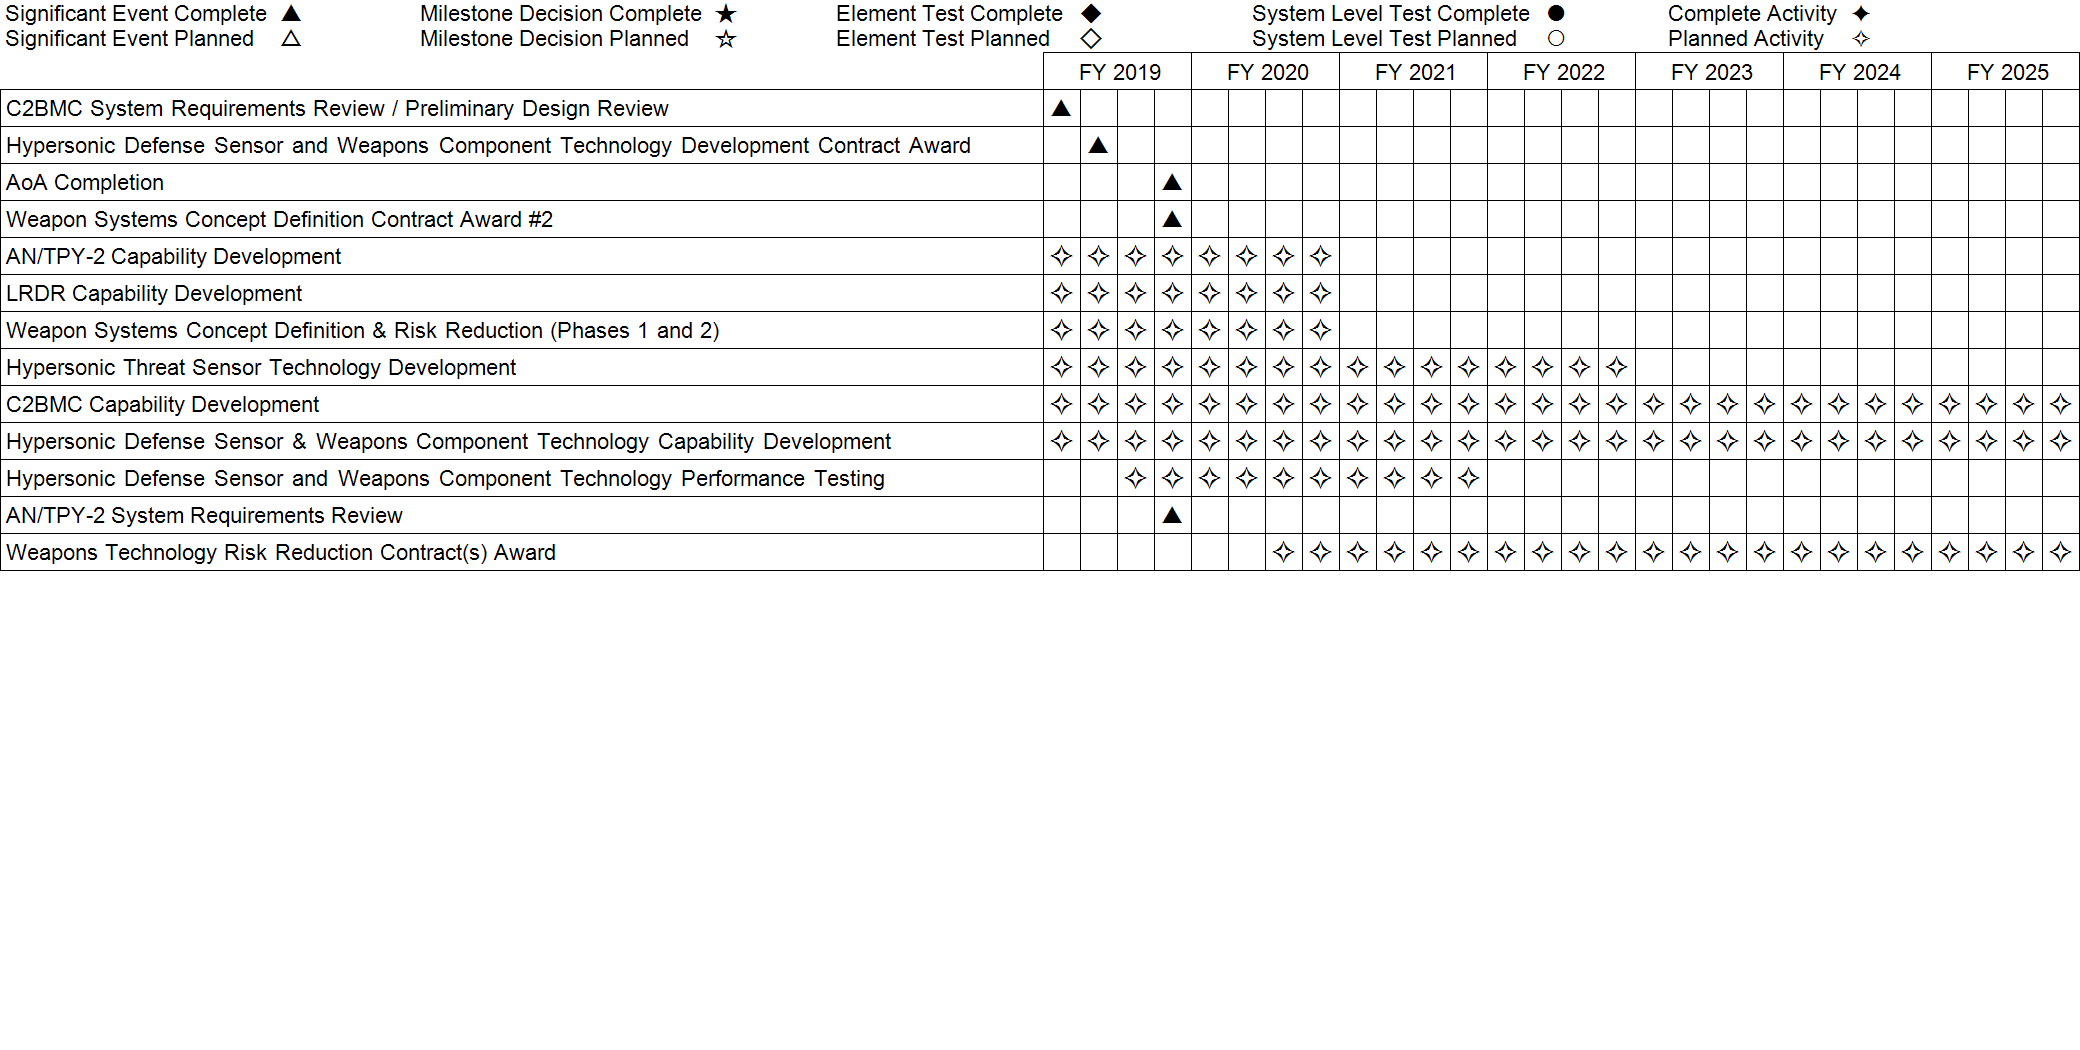 Significant Event Complete ▲ Milestone Decision Complete ★ Element Test Complete ◆ System Level Test Complete ● Complete Activity ✦
Significant Event Planned △ Milestone Decision Planned ☆ Element Test Planned ◇ System Level Test Planned ○ Planned Activity ✧
FY 2019 FY 2020 FY 2021 FY 2022 FY 2023 FY 2024 FY 2025
C2BMC System Requirements Review / Preliminary Design Review ▲
Hypersonic Defense Sensor and Weapons Component Technology Development Contract Award ▲
AoA Completion ▲
Weapon Systems Concept Definition Contract Award #2 ▲
AN/TPY-2 Capability Development ✧ ✧ ✧ ✧ ✧ ✧ ✧ ✧
LRDR Capability Development ✧ ✧ ✧ ✧ ✧ ✧ ✧ ✧
Weapon Systems Concept Definition & Risk Reduction (Phases 1 and 2) ✧ ✧ ✧ ✧ ✧ ✧ ✧ ✧
Hypersonic Threat Sensor Technology Development ✧ ✧ ✧ ✧ ✧ ✧ ✧ ✧ ✧ ✧ ✧ ✧ ✧ ✧ ✧ ✧
C2BMC Capability Development ✧ ✧ ✧ ✧ ✧ ✧ ✧ ✧ ✧ ✧ ✧ ✧ ✧ ✧ ✧ ✧ ✧ ✧ ✧ ✧ ✧ ✧ ✧ ✧ ✧ ✧ ✧ ✧
Hypersonic Defense Sensor & Weapons Component Technology Capability Development ✧ ✧ ✧ ✧ ✧ ✧ ✧ ✧ ✧ ✧ ✧ ✧ ✧ ✧ ✧ ✧ ✧ ✧ ✧ ✧ ✧ ✧ ✧ ✧ ✧ ✧ ✧ ✧
Hypersonic Defense Sensor and Weapons Component Technology Performance Testing ✧ ✧ ✧ ✧ ✧ ✧ ✧ ✧ ✧ ✧
AN/TPY-2 System Requirements Review ▲
Weapons Technology Risk Reduction Contract(s) Award ✧ ✧ ✧ ✧ ✧ ✧ ✧ ✧ ✧ ✧ ✧ ✧ ✧ ✧ ✧ ✧ ✧ ✧ ✧ ✧ ✧ ✧